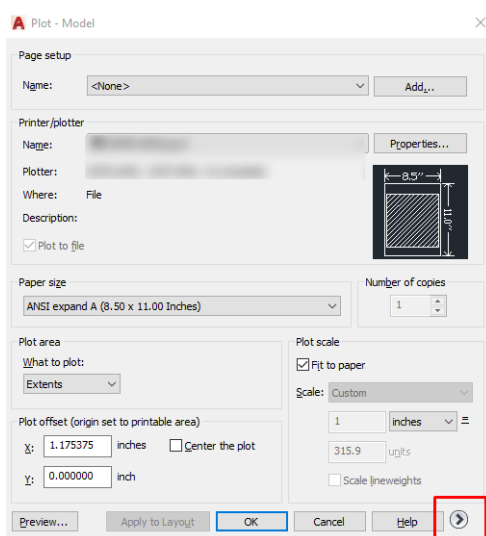 Plot - Model
Page setup
Name: <None> Add...
Printer/plotter
Name: Properties...
Plotter:
Where: File
Description:
Plot to file
8.5''
11.0''
Paper size
ANSI expand A (8.50 x 11.00 Inches)
Number of copies
1
Plot area
What to plot:
Extents
Plot scale
Fit to paper
Scale: Custom
1 inches =
315.9 units
Scale lineweights
Plot offset (origin set to printable area)
X: 1.175375 inches Center the plot
Y: 0.000000 inch
Preview... Apply to Layout OK Cancel Help